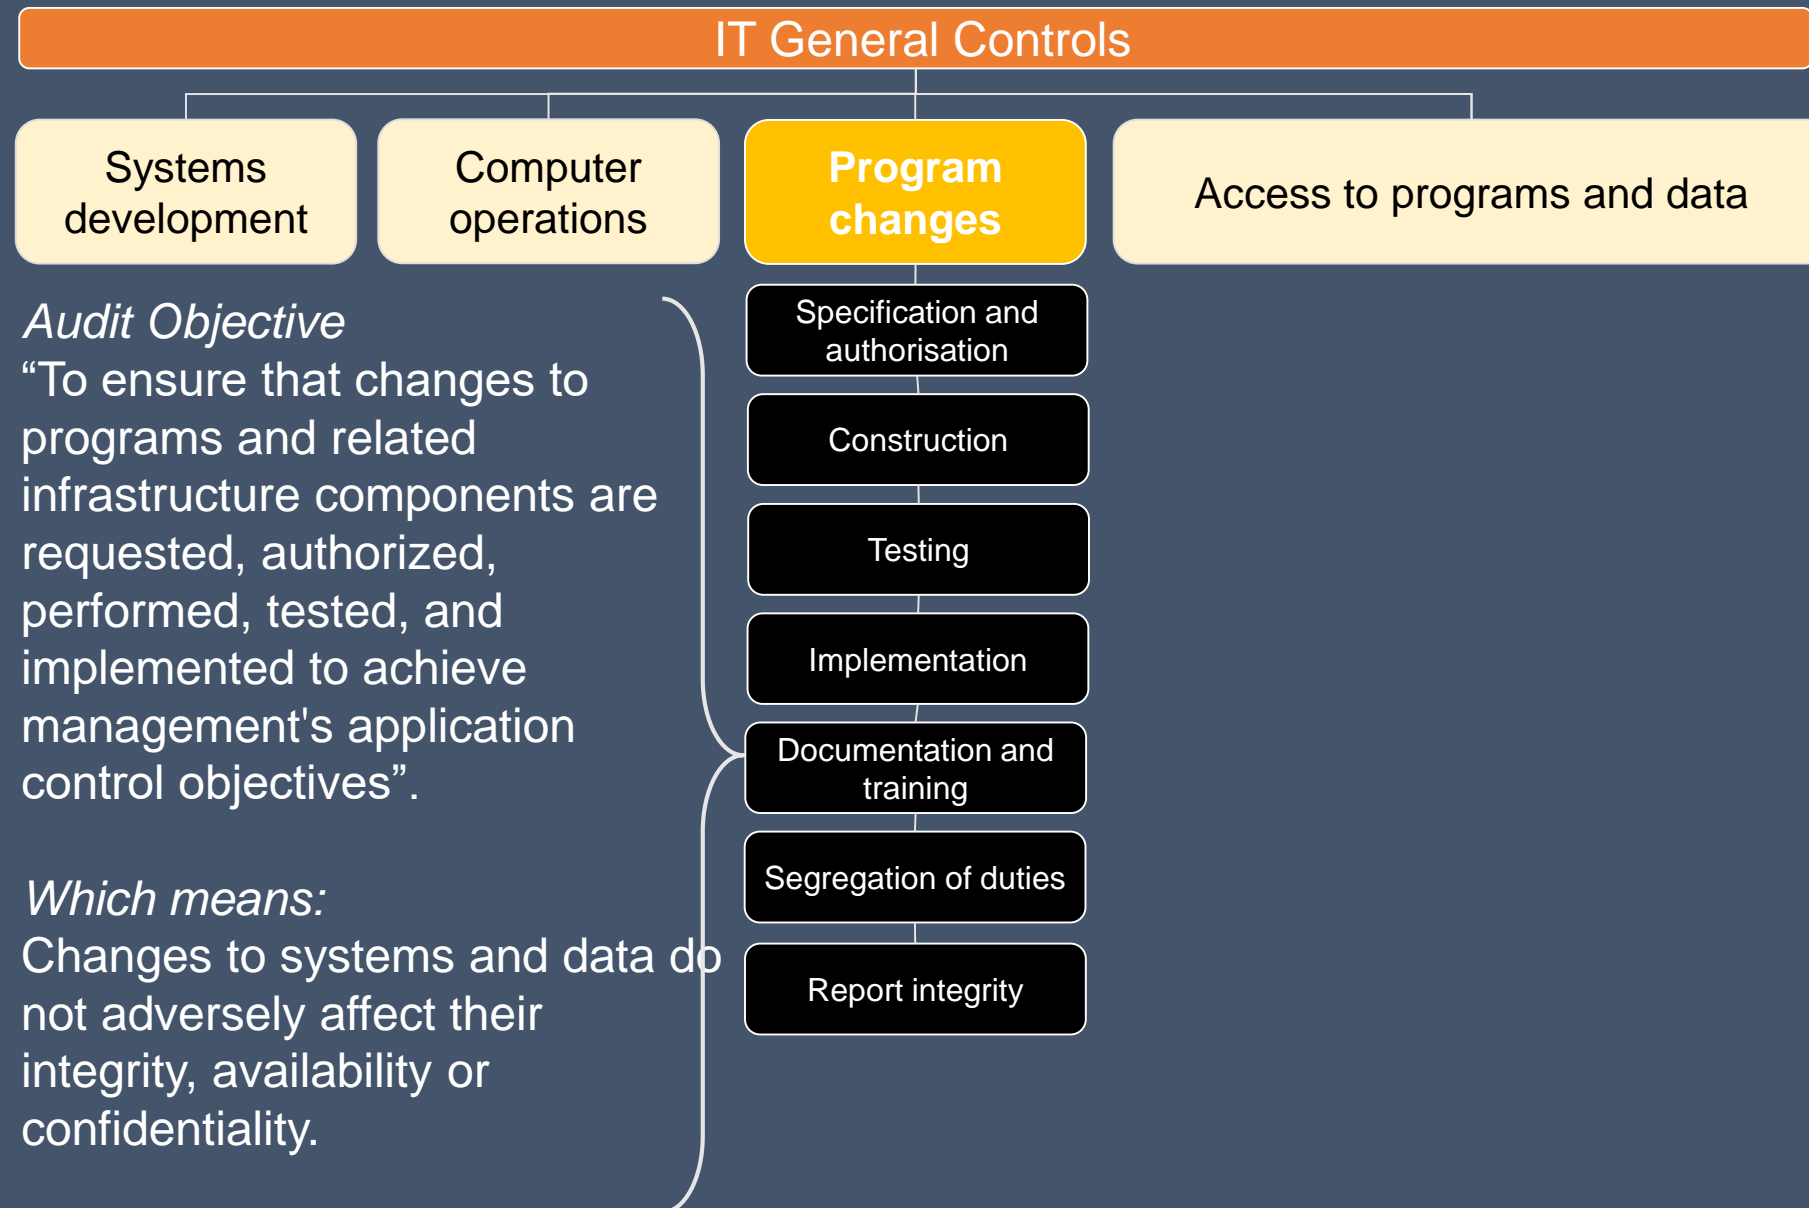 IT General Controls
Systems
development
Computer
operations
Program
changes
Access to programs and data
Audit Objective
“To ensure that changes to
programs and related
infrastructure components are
requested, authorized,
performed, tested, and
implemented to achieve
management's application
control objectives”.
Which means:
Changes to systems and data do
not adversely affect their
integrity, availability or
confidentiality.
Specification and
authorisation
Construction
Testing
Implementation
Documentation and
training
Segregation of duties
Report integrity